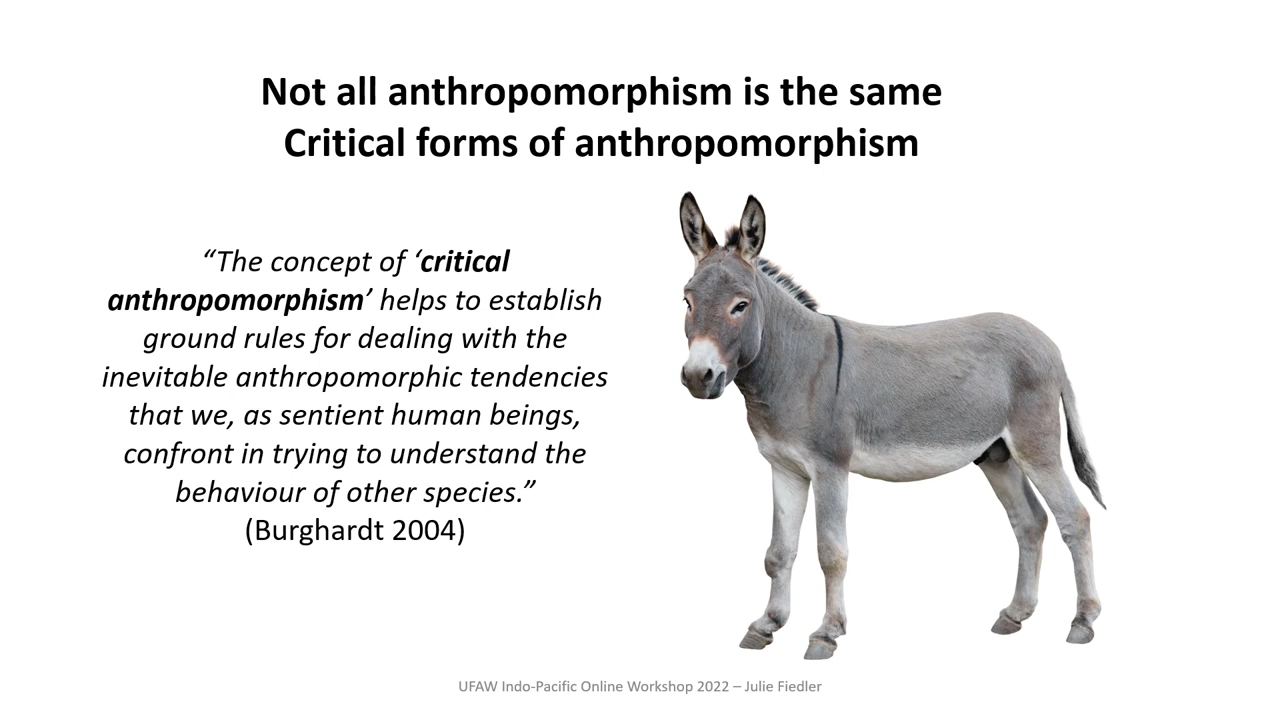 Not all anthropomorphism is the same
Critical forms of anthropomorphism
“The concept of ‘critical
anthropomorphism’ helps to establish
ground rules for dealing with the
inevitable anthropomorphic tendencies
that we, as sentient human beings,
confront in trying to understand the
behaviour of other species.”
(Burghardt 2004)
UFAW Indo-Pacific Online Workshop 2022 – Julie Fiedler